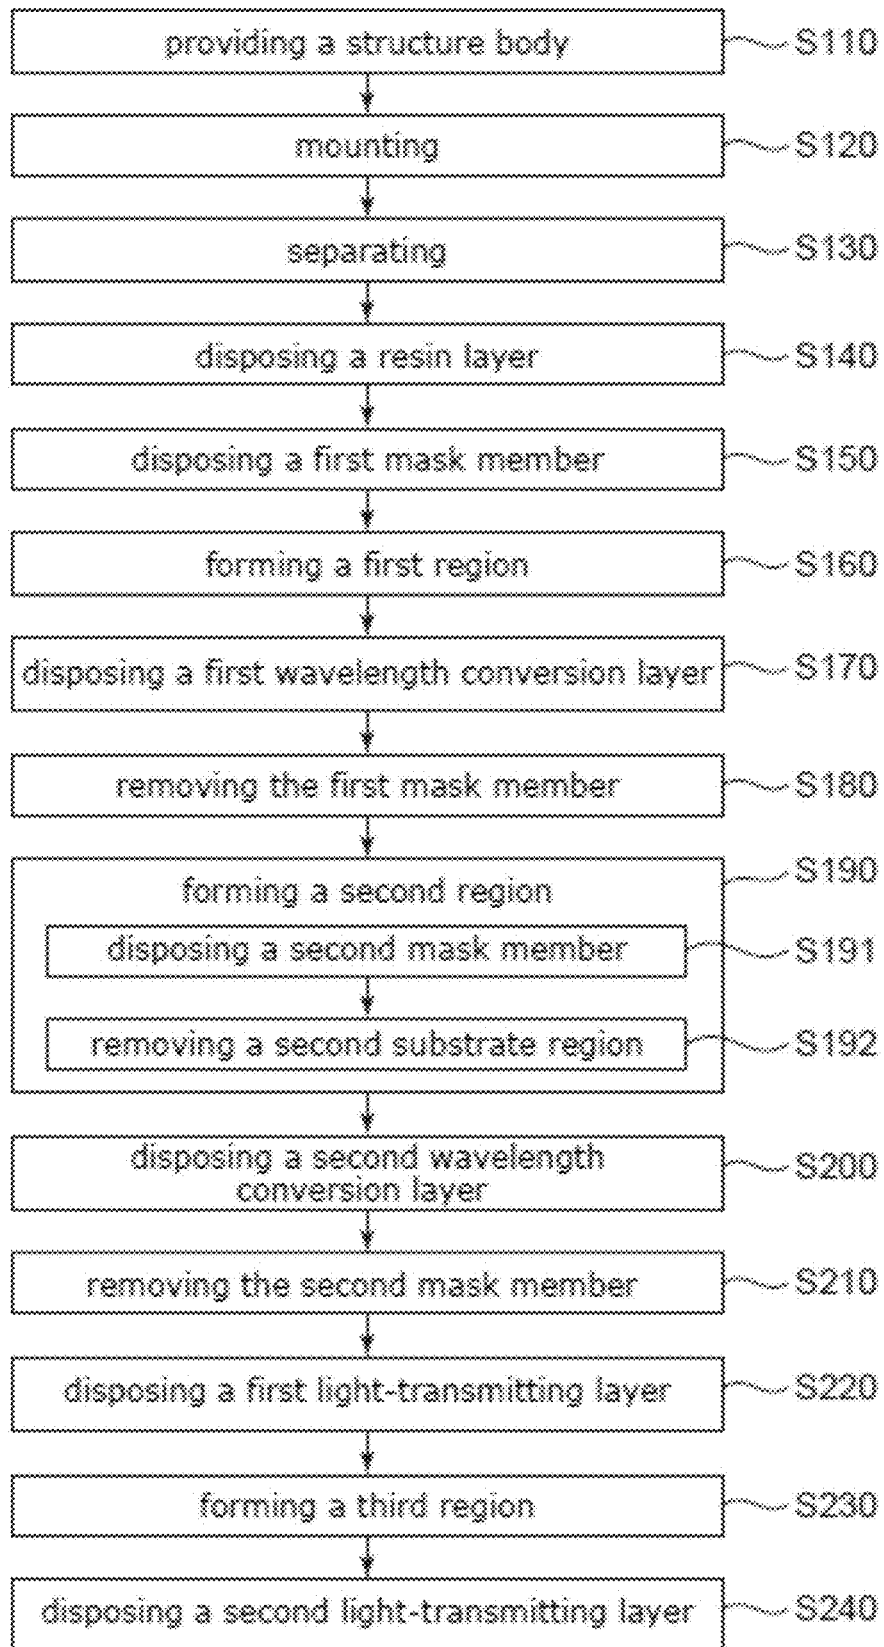 providing a structure body S110
mounting S120
separating S130
disposing a resin layer S140
disposing a first mask member S150
forming a first region S160
disposing a first wavelength conversion layer S170
removing the first mask member S180
forming a second region S190
disposing a second mask member S191
removing a second substrate region S192
disposing a second wavelength
conversion layer S200
removing the second mask member S210
disposing a first light-transmitting layer S220
forming a third region S230
disposing a second light-transmitting layer S240